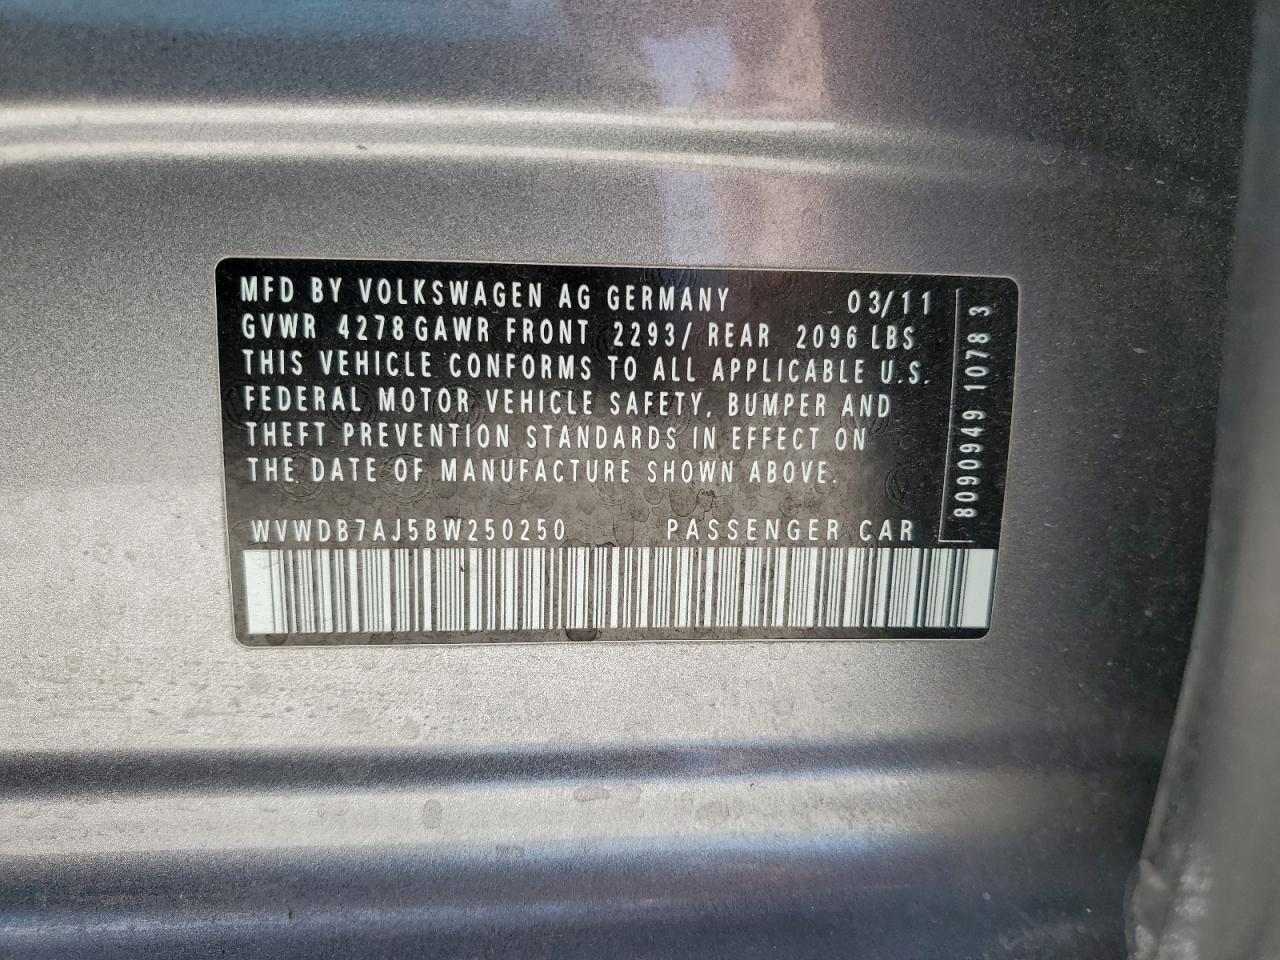 MFD BY VOLKSWAGEN AG GERMANY 03/11
GVWR 4278 GAWR FRONT 2293/ REAR 2096 LBS
THIS VEHICLE CONFORMS TO ALL APPLICABLE U.S.
FEDERAL MOTOR VEHICLE SAFETY, BUMPER AND
THEFT PREVENTION STANDARDS IN EFFECT ON
THE DATE OF MANUFACTURE SHOWN ABOVE.
WVWDB7AJ5BW250250 PASSENGER CAR
8090949 1078 3